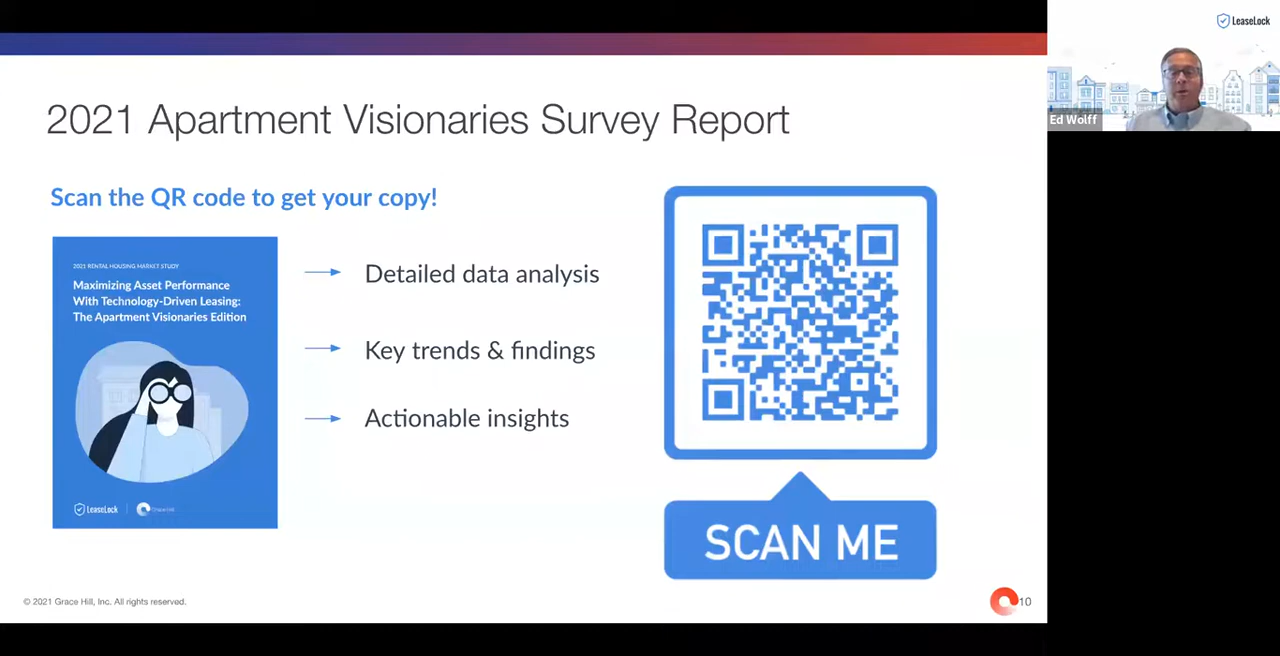 2021 Apartment Visionaries Survey Report
Scan the QR code to get your copy!
2021 RENTAL HOUSING MARKET STUDY
Maximizing Asset Performance
With Technology-Driven Leasing:
The Apartment Visionaries Edition
LeaseLock
Grace Hill
Detailed data analysis
Key trends & findings
Actionable insights
SCAN ME
© 2021 Grace Hill, Inc. All rights reserved.
10
LeaseLock
Ed Wolff